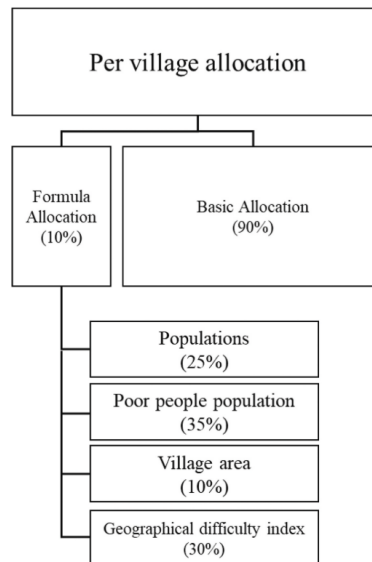 Per village allocation
Formula
Allocation
(10%)
Basic Allocation
(90%)
Populations
(25%)
Poor people population
(35%)
Village area
(10%)
Geographical difficulty index
(30%)